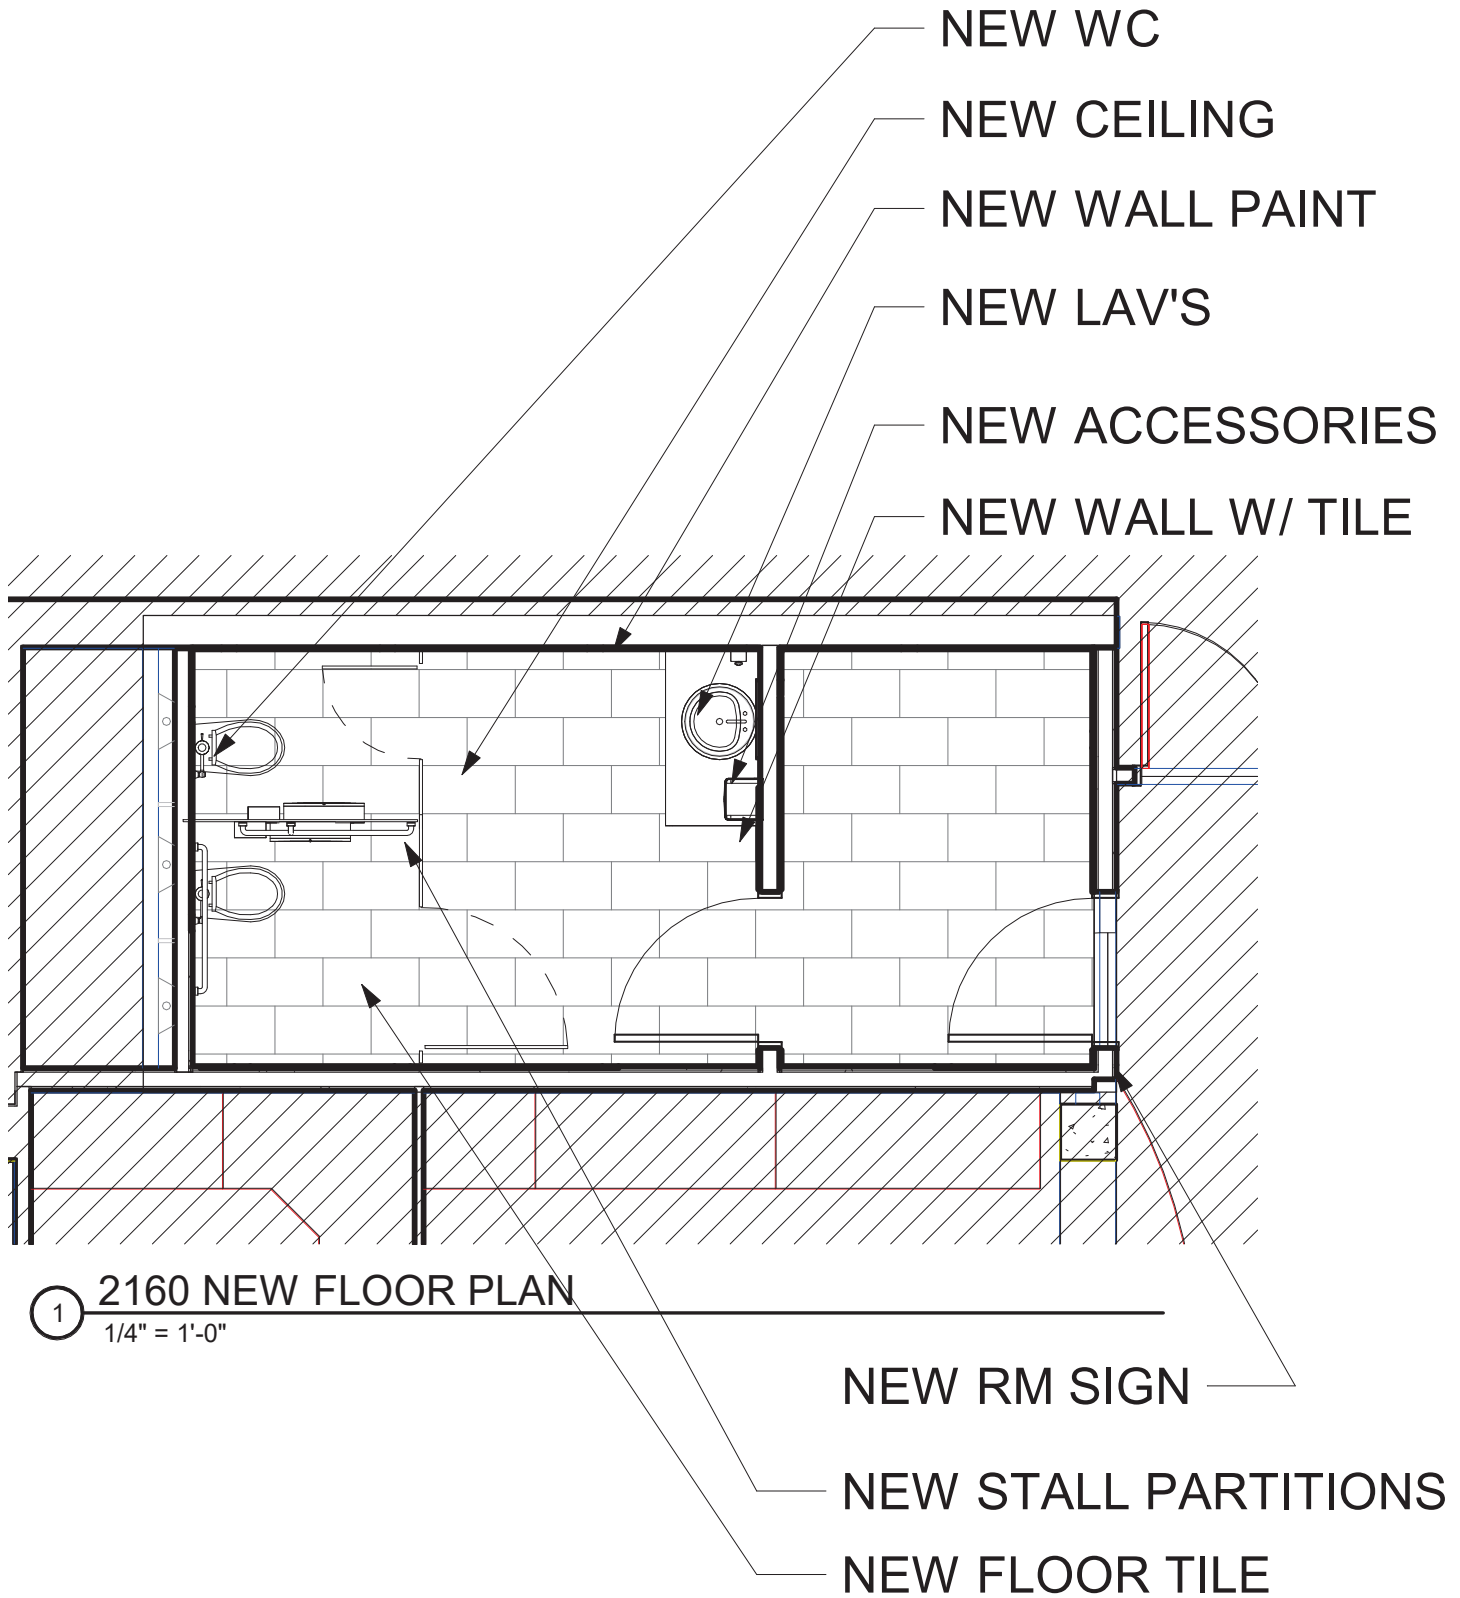 NEW WC
NEW CEILING
NEW WALL PAINT
NEW LAV'S
NEW ACCESSORIES
NEW WALL W/ TILE
1
2160 NEW FLOOR PLAN
1/4" = 1'-0"
NEW RM SIGN
NEW STALL PARTITIONS
NEW FLOOR TILE